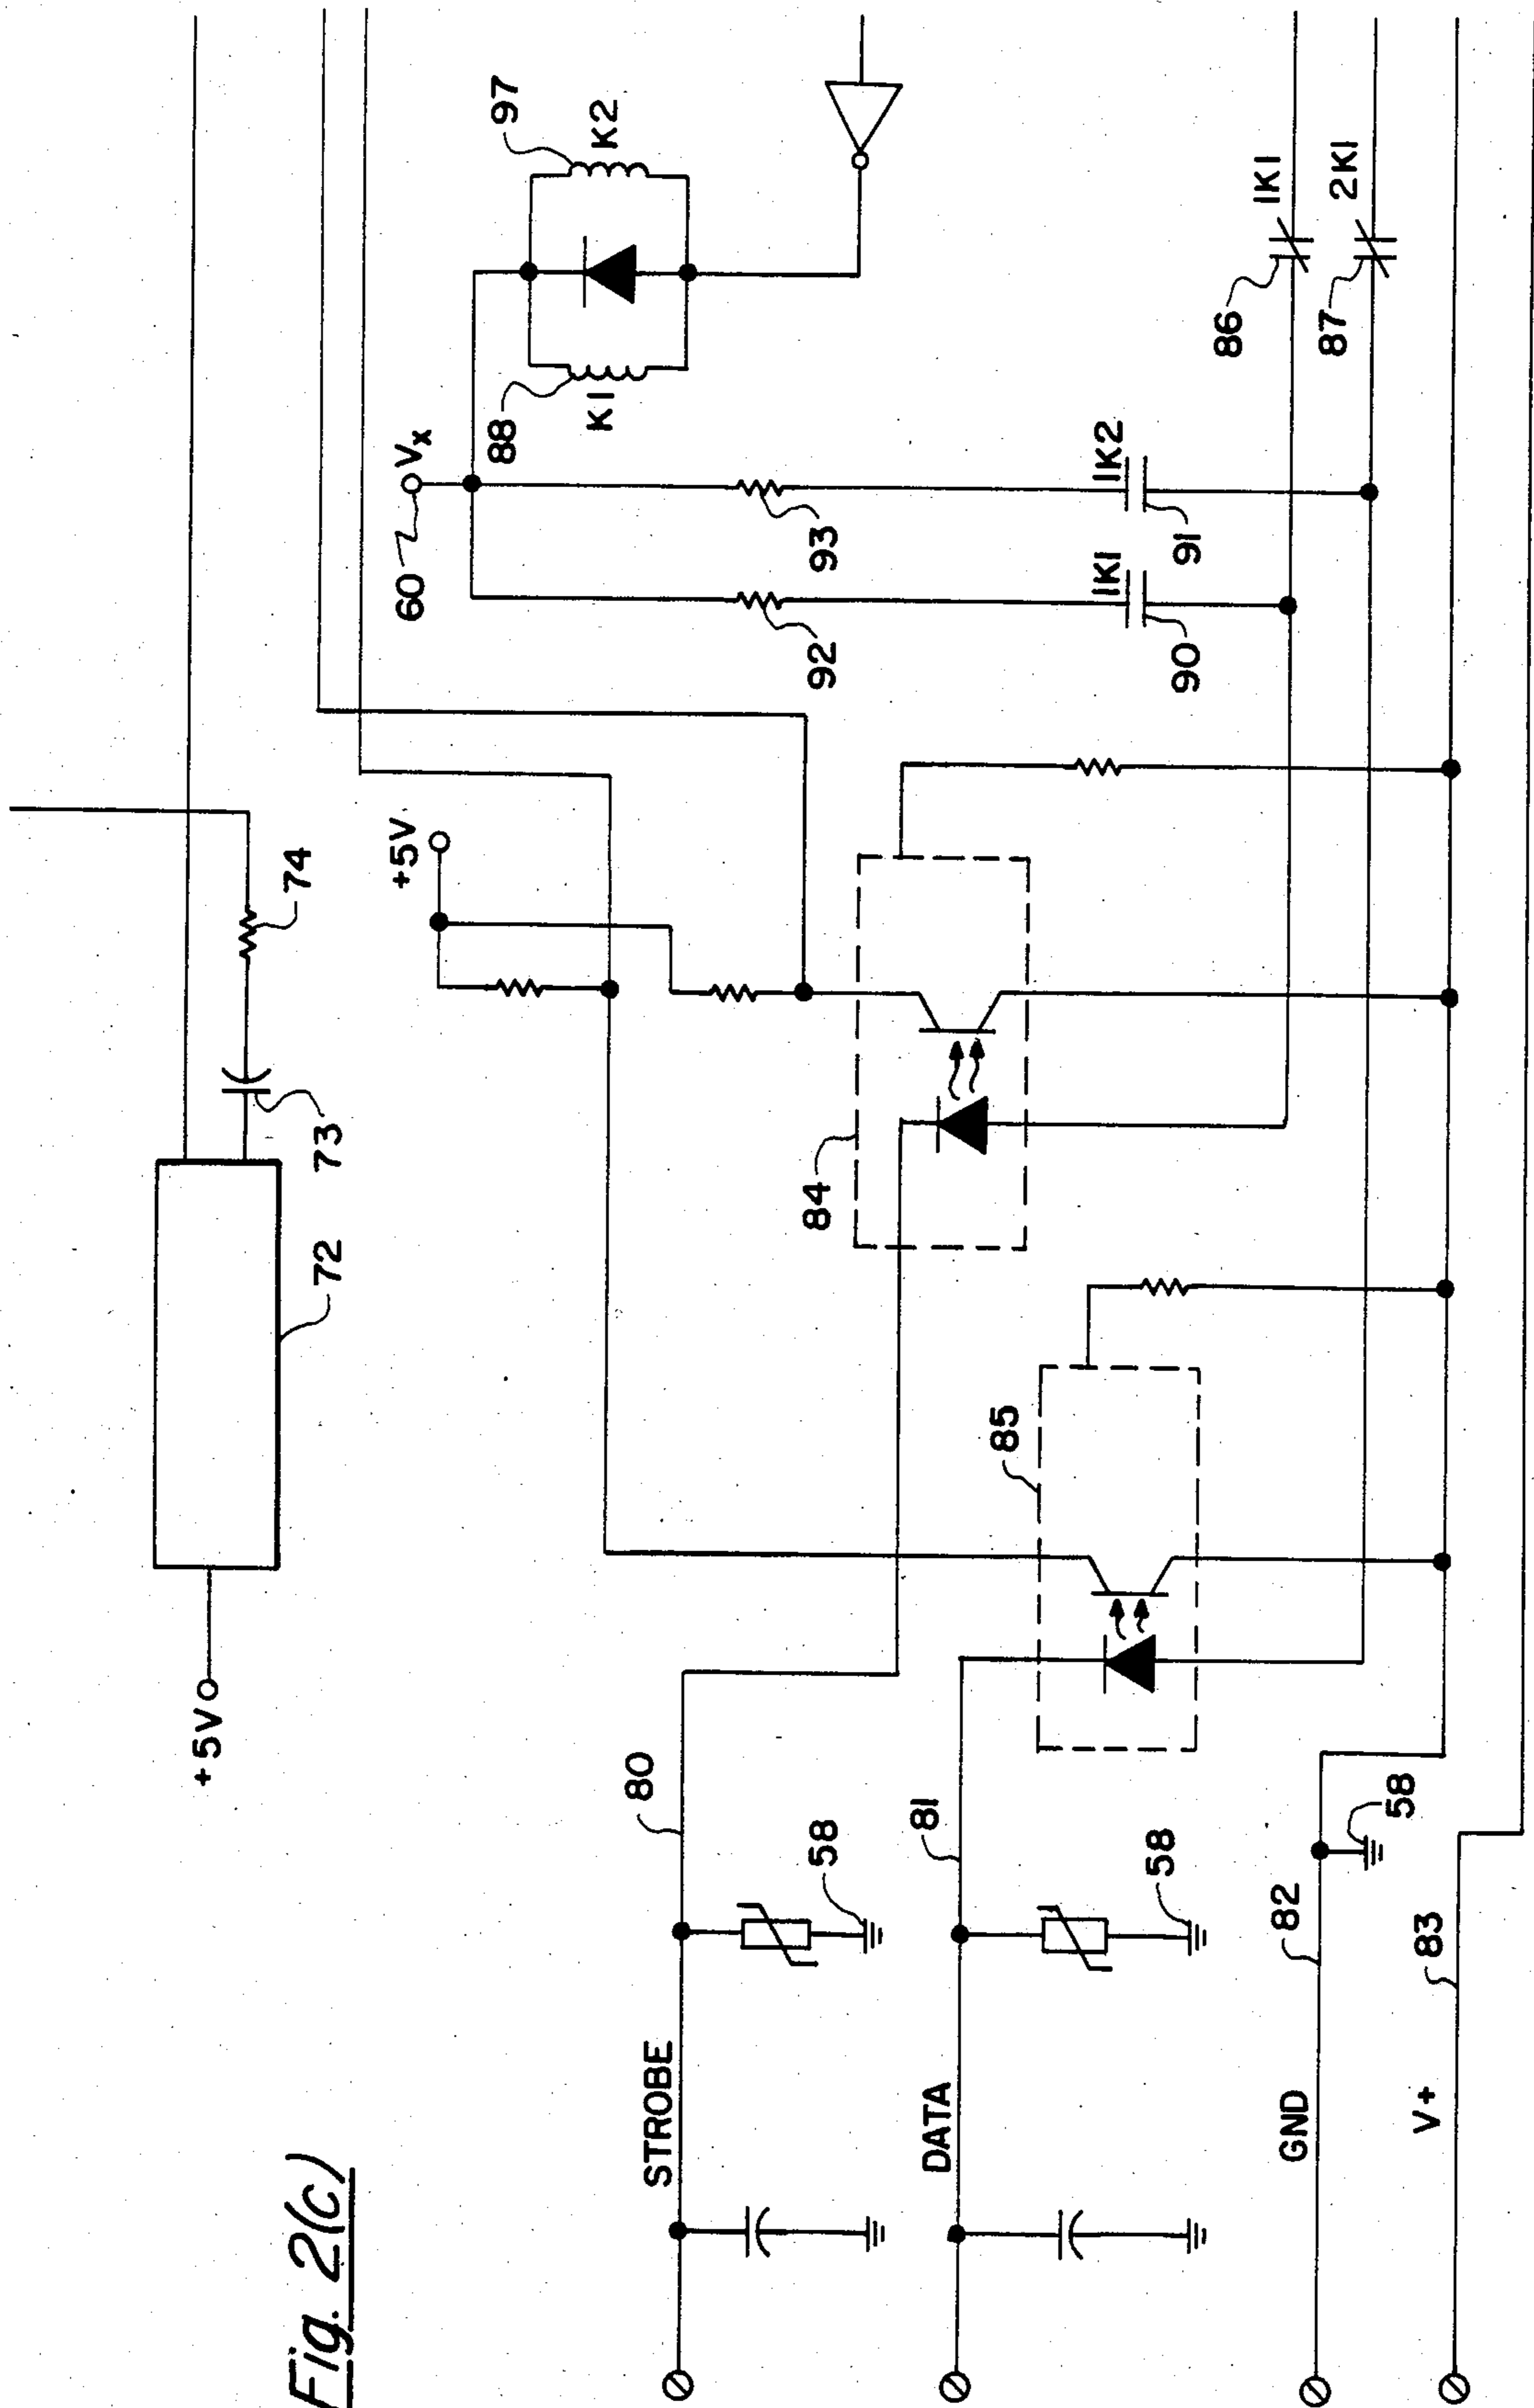 Fig. 2(c)
+5V
72
73
74
+5V
60
Vx
88
K1
97
K2
93
92
1K2
91
1K1
90
86
1K1
87
2K1
84
85
STROBE
80
58
DATA
81
58
GND
82
58
V+
83